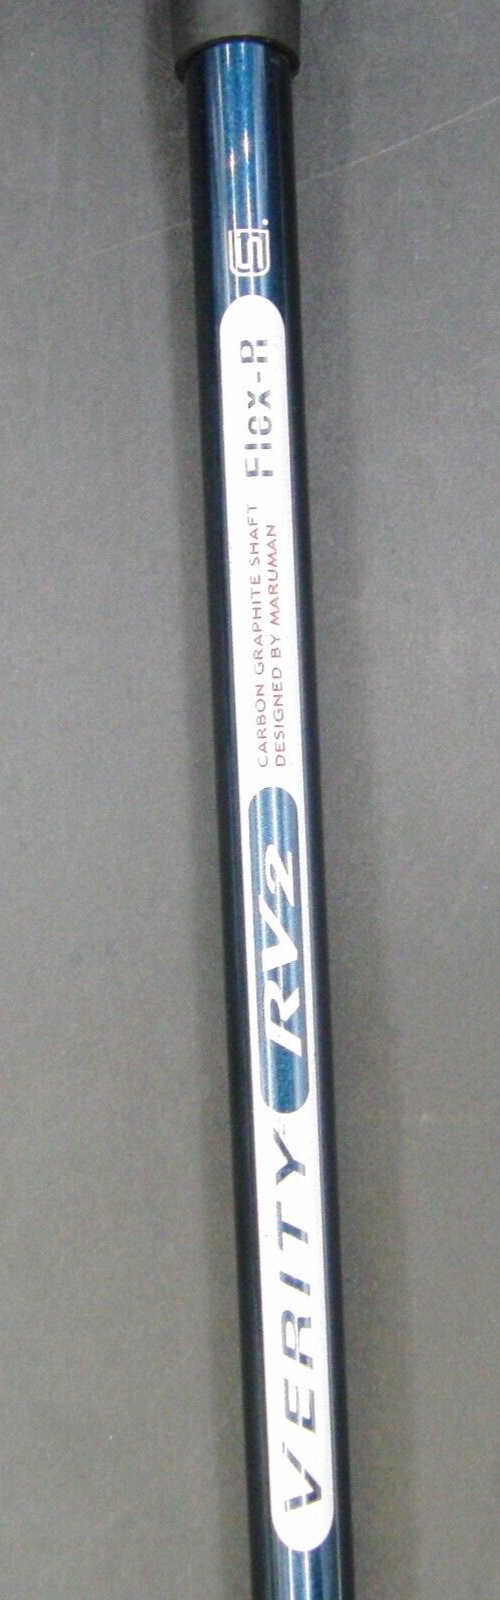 VERITY RV2
CARBON GRAPHITE SHAFT
DESIGNED BY MARUMAN
Flex-R